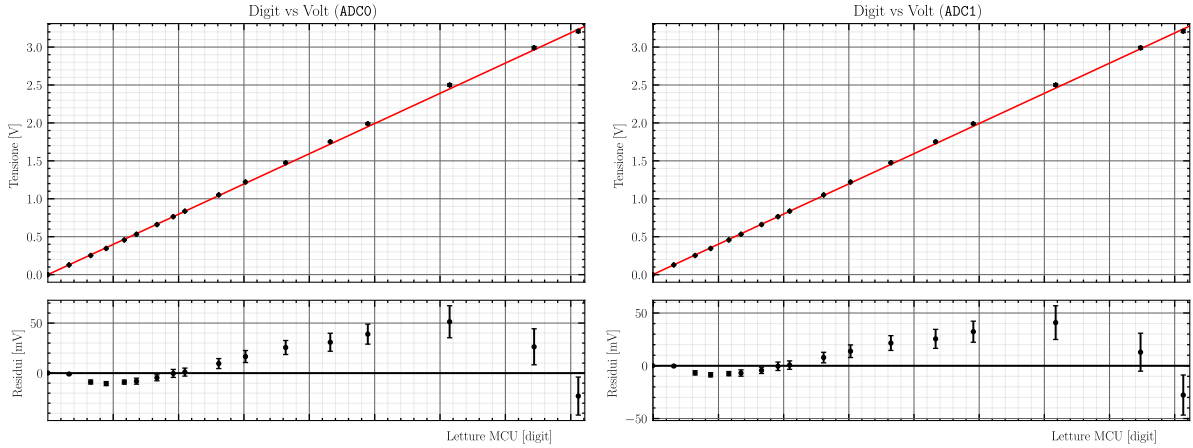 Digit vs Volt (ADC0)
Tensione [V]
3.0
2.5
2.0
1.5
1.0
0.5
0.0
Residui [mV]
50
0
Letture MCU [digit]
Digit vs Volt (ADC1)
Tensione [V]
3.0
2.5
2.0
1.5
1.0
0.5
0.0
Residui [mV]
50
0
−50
Letture MCU [digit]